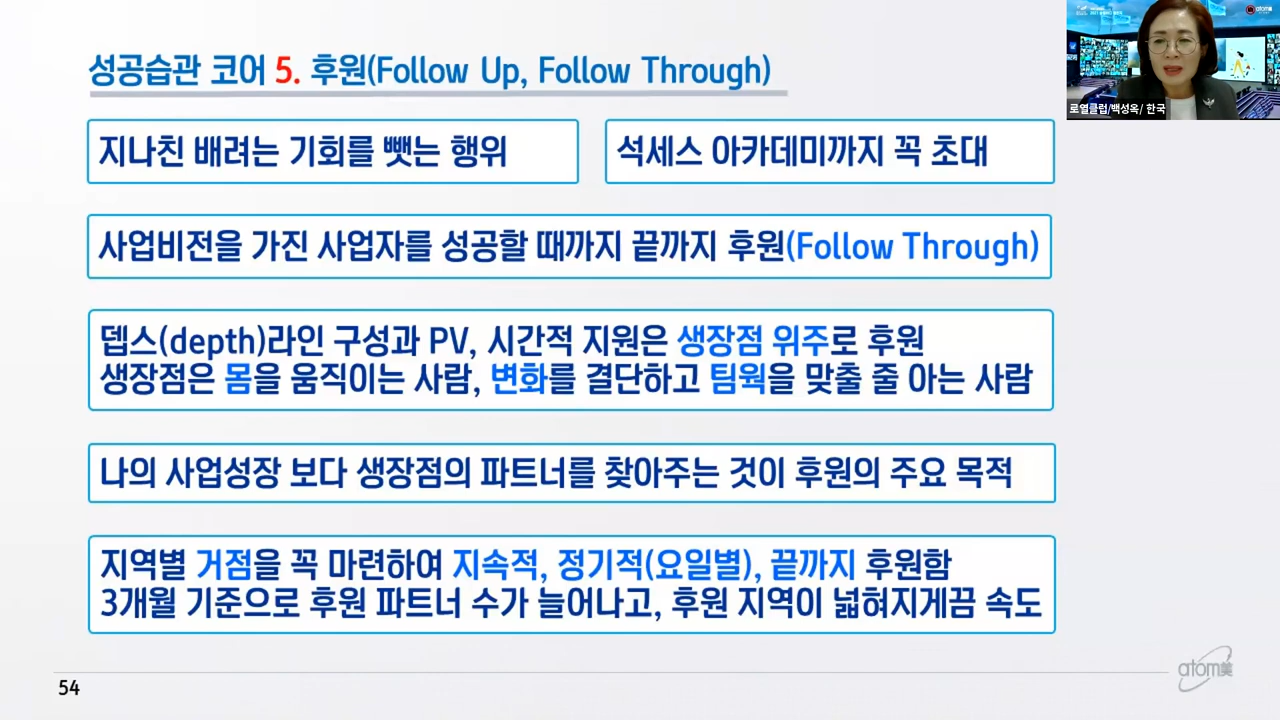 성공습관 코어 5. 후원(Follow Up, Follow Through)
지나친 배려는 기회를 뺏는 행위
석세스 아카데미까지 꼭 초대
사업비전을 가진 사업자를 성공할 때까지 끝까지 후원(Follow Through)
뎁스(depth)라인 구성과 PV, 시간적 지원은 생장점 위주로 후원
생장점은 몸을 움직이는 사람, 변화를 결단하고 팀웍을 맞출 줄 아는 사람
나의 사업성장 보다 생장점의 파트너를 찾아주는 것이 후원의 주요 목적
지역별 거점을 꼭 마련하여 지속적, 정기적(요일별), 끝까지 후원함
3개월 기준으로 후원 파트너 수가 늘어나고, 후원 지역이 넓혀지게끔 속도
54
atom美
로열클럽/백성옥/ 한국